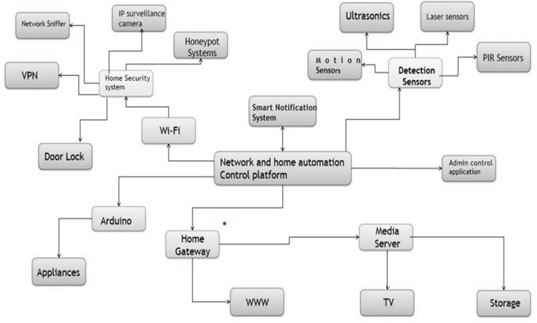 Network Sniffer
IP surveillance
camera
Honeypot
Systems
Ultrasonics
Laser sensors
VPN
Home Security
system
Motion
Sensors
Detection
Sensors
PIR Sensors
Smart Notification
System
Wi-Fi
Door Lock
Network and home automation
Control platform
Admin control
application
Arduino
Home
Gateway
*
Media
Server
Appliances
WWW
TV
Storage